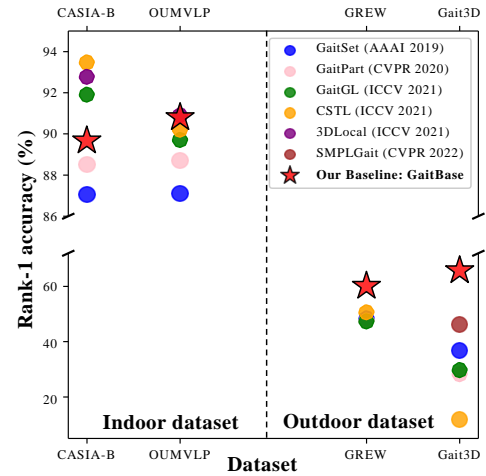 CASIA-B OUMVLP GREW Gait3D
94
92
90
88
86
60
40
20
Rank-1 accuracy (%)
GaitSet (AAAI 2019)
GaitPart (CVPR 2020)
GaitGL (ICCV 2021)
CSTL (ICCV 2021)
3DLocal (ICCV 2021)
SMPLGait (CVPR 2022)
Our Baseline: GaitBase
Indoor dataset Outdoor dataset
CASIA-B OUMVLP GREW Gait3D
Dataset